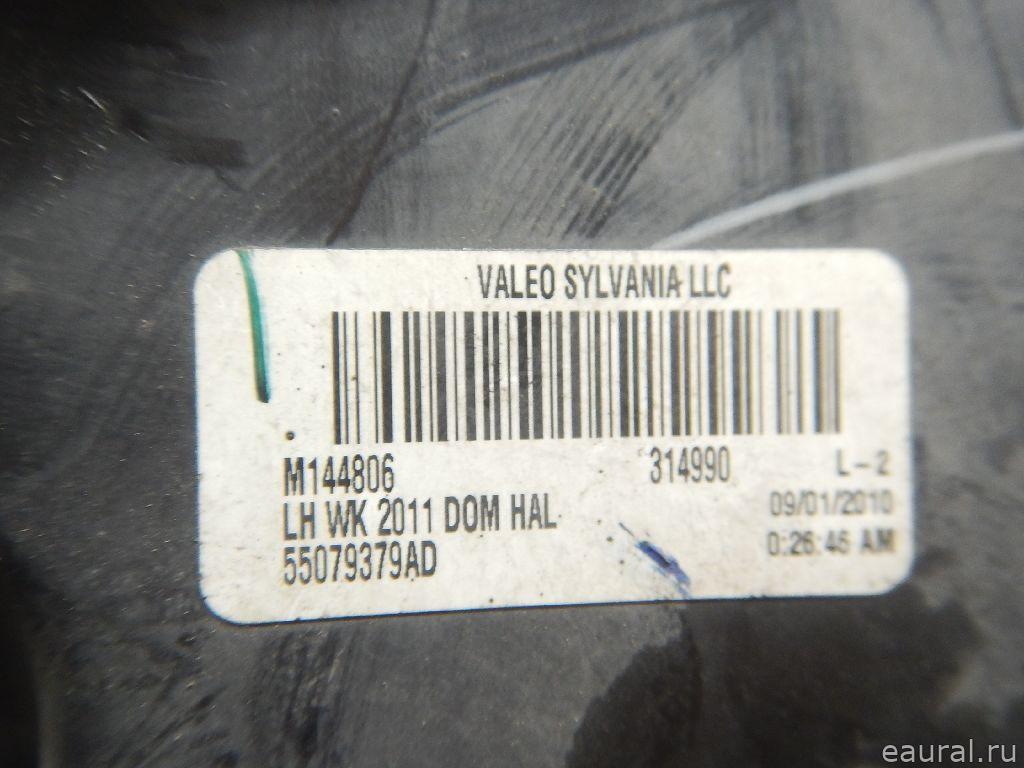 VALEO SYLVANIA LLC
M144806 314990 L-2
LH WK 2011 DOM HAL 09/01/2010
55079379AD 0:26:46 AM
eaural.ru